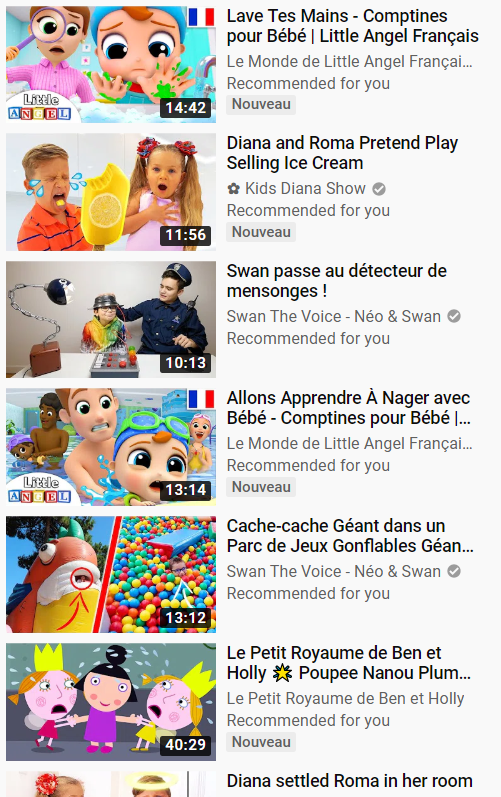 Lave Tes Mains - Comptines
pour Bébé | Little Angel Français
Le Monde de Little Angel Françai...
Recommended for you
Nouveau
Little
ANGEL
14:42
Diana and Roma Pretend Play
Selling Ice Cream
✿ Kids Diana Show
Recommended for you
Nouveau
11:56
Swan passe au détecteur de
mensonges !
Swan The Voice - Néo & Swan
Recommended for you
10:13
Allons Apprendre À Nager avec
Bébé - Comptines pour Bébé |...
Le Monde de Little Angel Françai...
Recommended for you
Nouveau
Little
ANGEL
13:14
Cache-cache Géant dans un
Parc de Jeux Gonflables Géan...
Swan The Voice - Néo & Swan
Recommended for you
13:12
Le Petit Royaume de Ben et
Holly 🌟 Poupee Nanou Plum...
Le Petit Royaume de Ben et Holly
Recommended for you
Nouveau
40:29
Diana settled Roma in her room